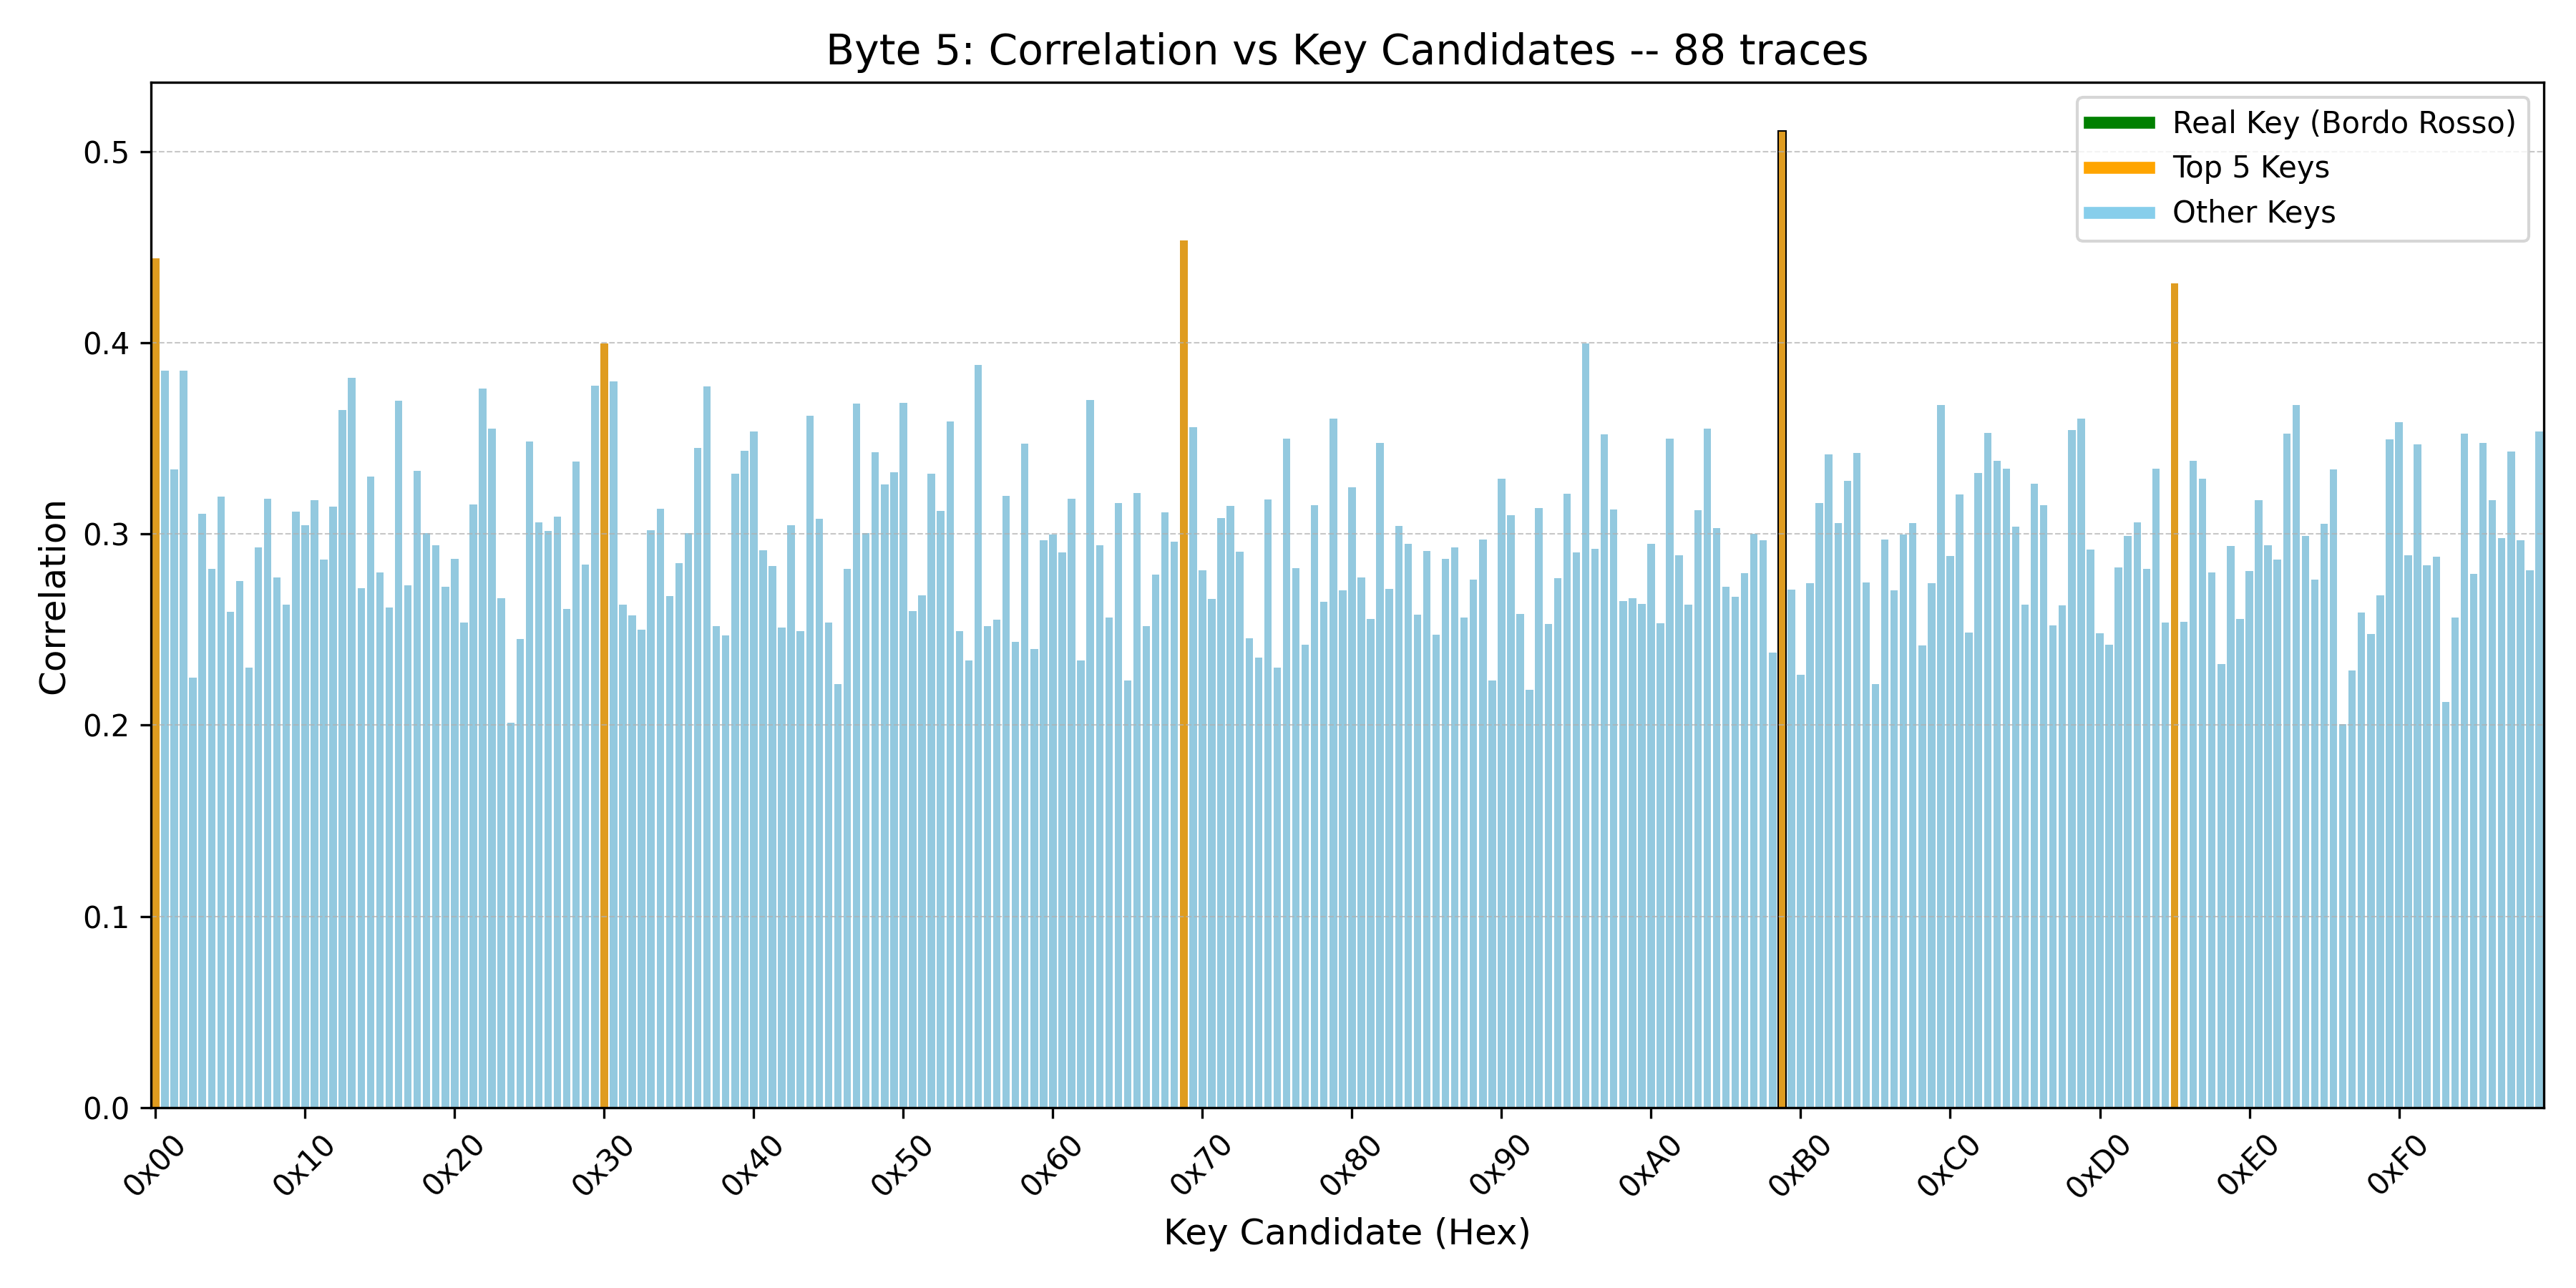 Byte 5: Correlation vs Key Candidates -- 88 traces
Real Key (Bordo Rosso)
Top 5 Keys
Other Keys
Correlation
0.5
0.4
0.3
0.2
0.1
0.0
0x00 0x10 0x20 0x30 0x40 0x50 0x60 0x70 0x80 0x90 0xA0 0xB0 0xC0 0xD0 0xE0 0xF0
Key Candidate (Hex)